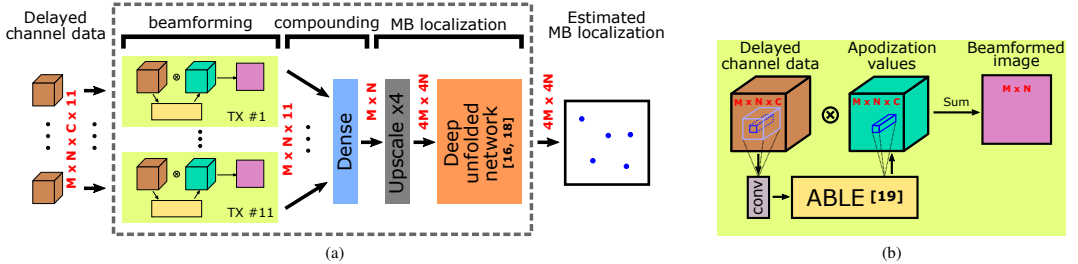 Delayed
channel data
beamforming
compounding
MB localization
Estimated
MB localization
M x N x C x 11
⊗
TX #1
⊗
TX #11
M x N x 11
Dense
M x N
Upscale x4
4M x 4N
Deep
unfolded
network
[16, 18]
4M x 4N
(a)
Delayed
channel data
Apodization
values
Beamformed
image
M x N x C
⊗
M x N x C
Sum
M x N
conv
ABLE [19]
(b)